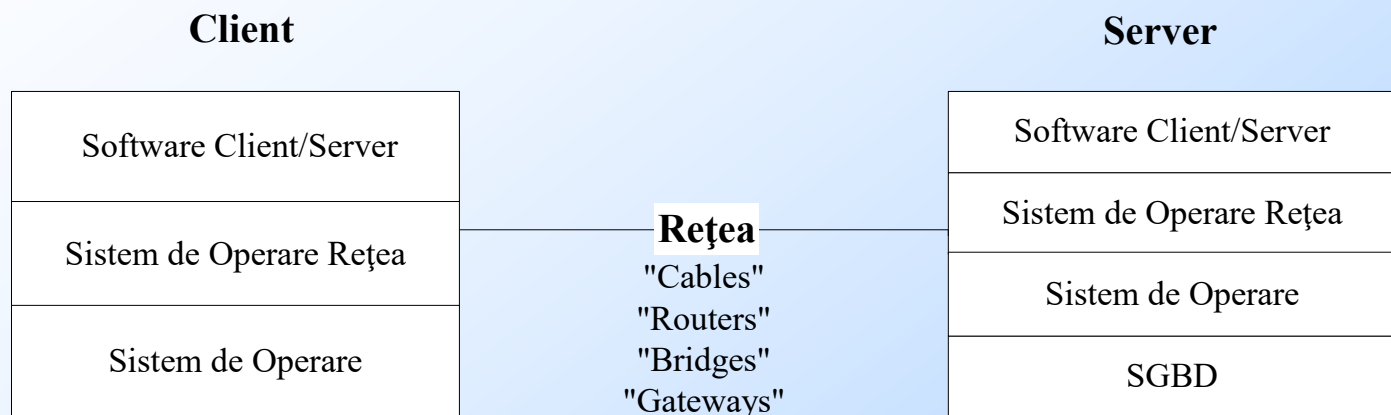 Client
Server
Software Client/Server
Sistem de Operare Reţea
Sistem de Operare
Reţea
"Cables"
"Routers"
"Bridges"
"Gateways"
Software Client/Server
Sistem de Operare Reţea
Sistem de Operare
SGBD